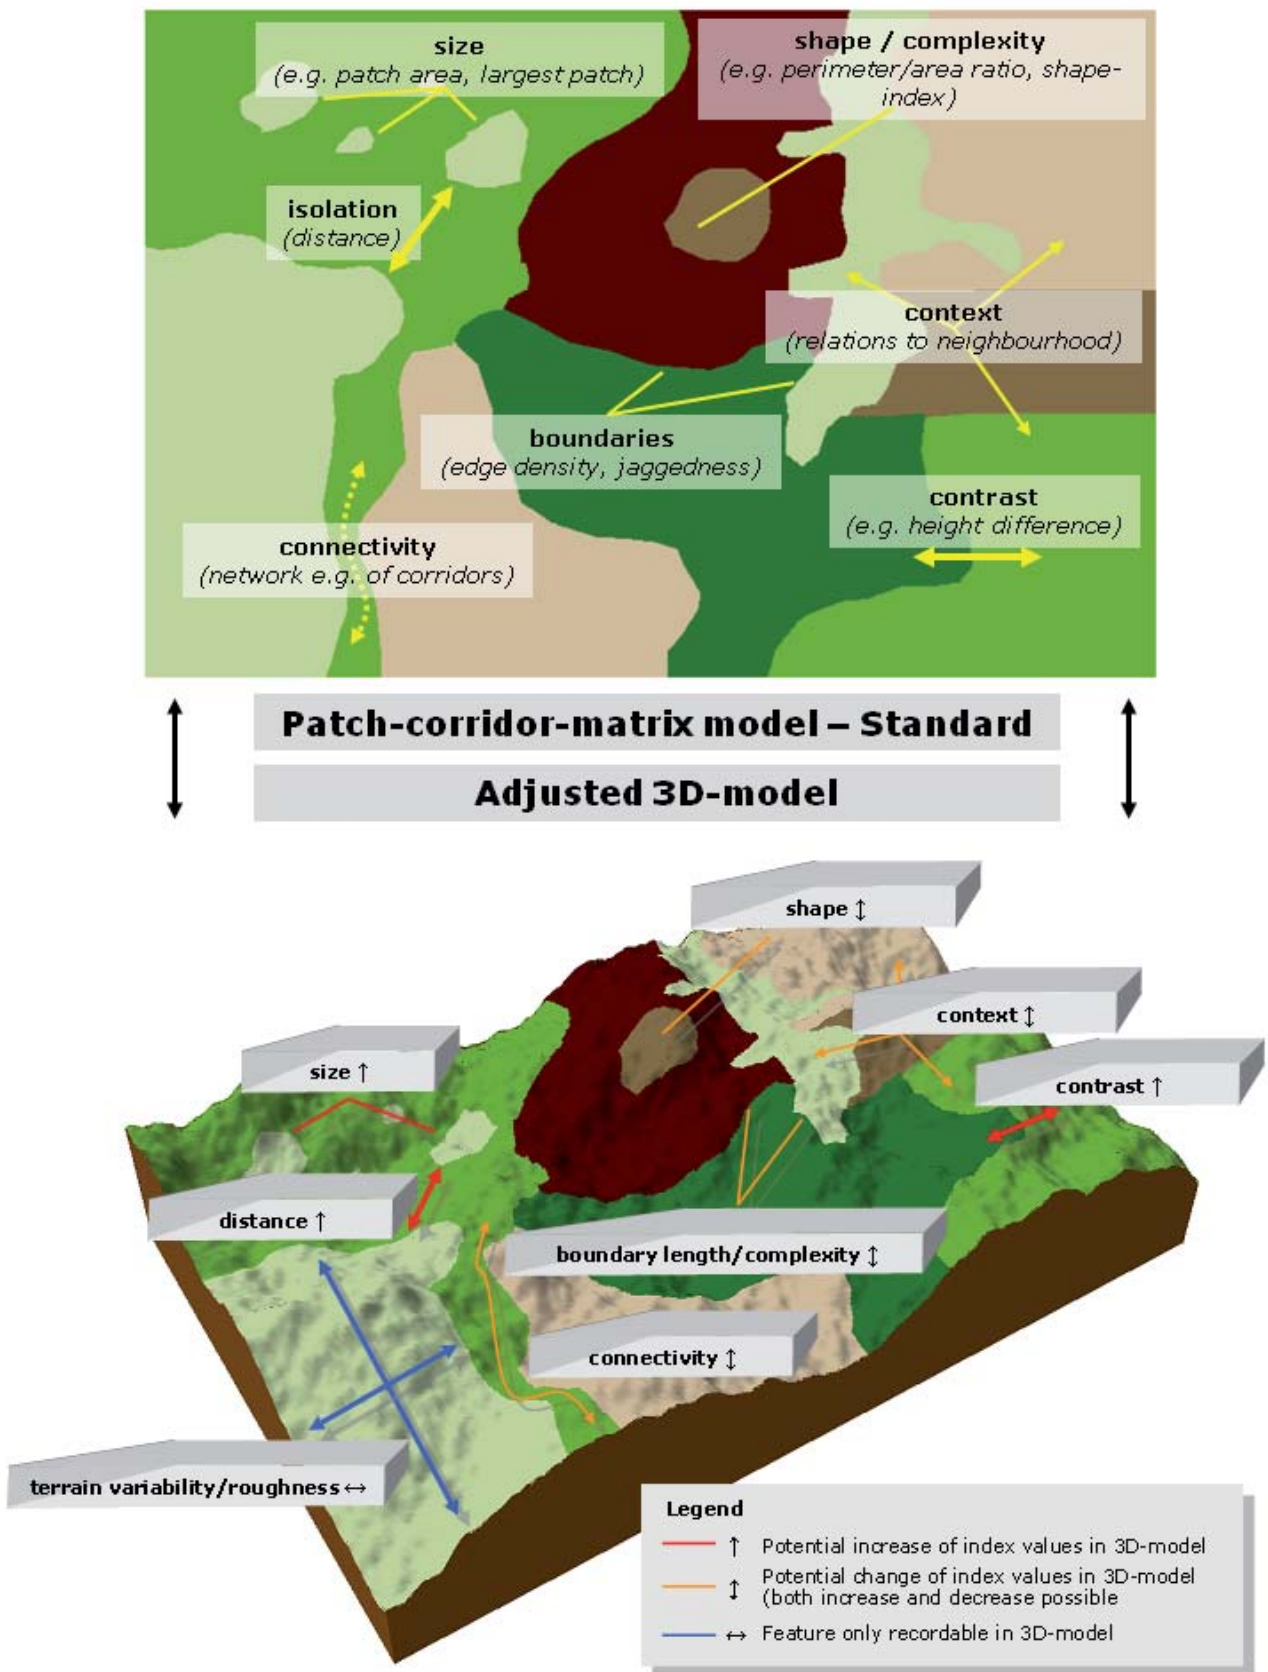 size
(e.g. patch area, largest patch)
shape / complexity
(e.g. perimeter/area ratio, shape-
index)
isolation
(distance)
context
(relations to neighbourhood)
boundaries
(edge density, jaggedness)
contrast
(e.g. height difference)
connectivity
(network e.g. of corridors)
Patch-corridor-matrix model – Standard
Adjusted 3D-model
shape ↕
context ↕
size ↑
contrast ↑
distance ↑
boundary length/complexity ↕
connectivity ↕
terrain variability/roughness ↔
Legend
↑ Potential increase of index values in 3D-model
↕ Potential change of index values in 3D-model
(both increase and decrease possible
↔ Feature only recordable in 3D-model